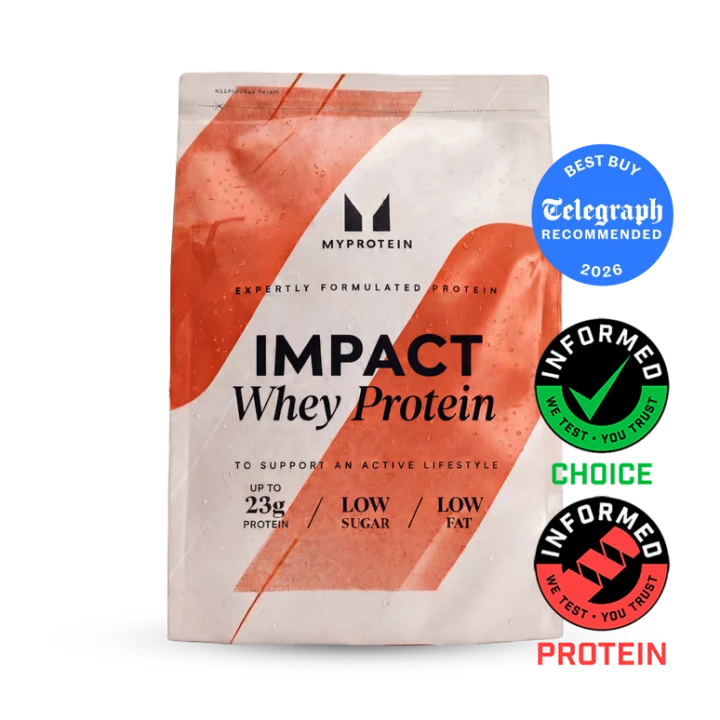 MYPROTEIN
EXPERTLY FORMULATED PROTEIN
IMPACT
Whey Protein
TO SUPPORT AN ACTIVE LIFESTYLE
UP TO
23g
PROTEIN
LOW
SUGAR
LOW
FAT
BEST BUY
Telegraph
RECOMMENDED
2026
INFORMED
WE TEST • YOU TRUST
CHOICE
INFORMED
WE TEST • YOU TRUST
PROTEIN